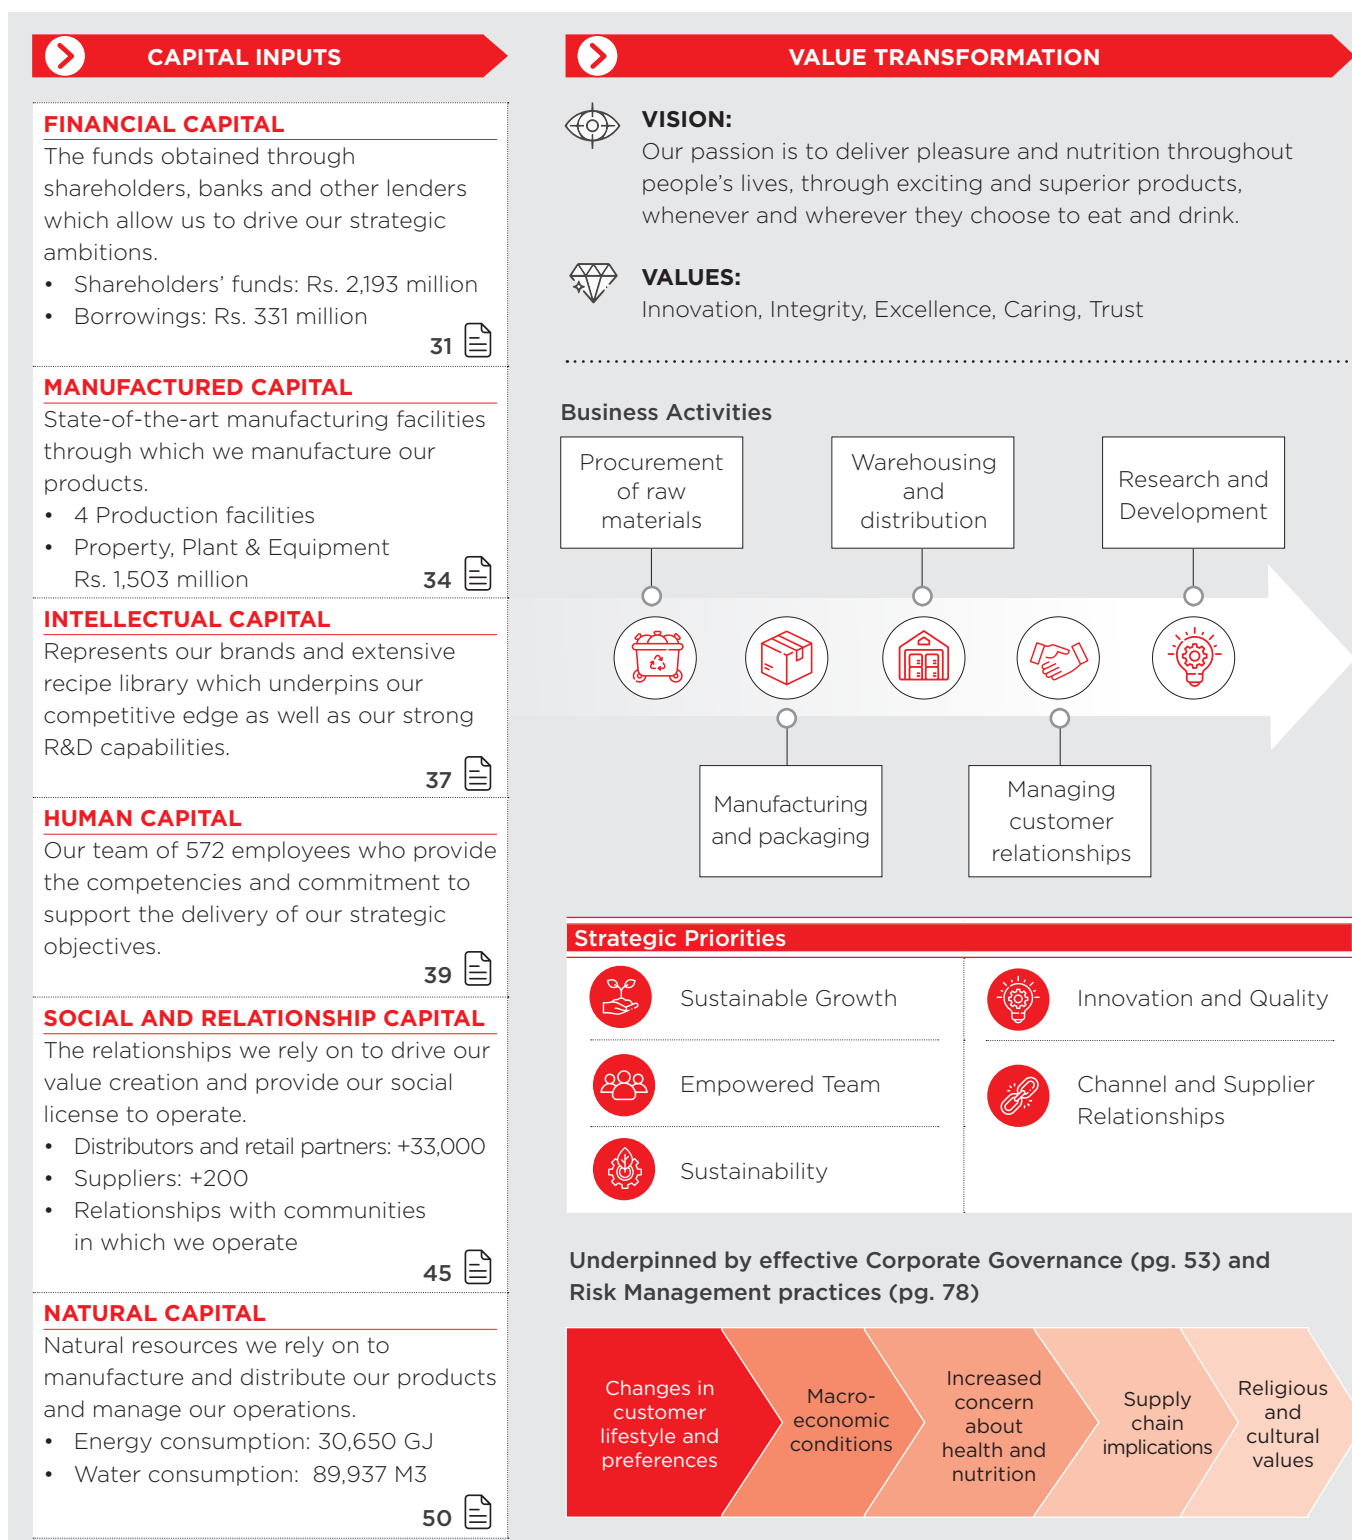 CAPITAL INPUTS
FINANCIAL CAPITAL
The funds obtained through
shareholders, banks and other lenders
which allow us to drive our strategic
ambitions.
• Shareholders’ funds: Rs. 2,193 million
• Borrowings: Rs. 331 million
31
MANUFACTURED CAPITAL
State-of-the-art manufacturing facilities
through which we manufacture our
products.
• 4 Production facilities
• Property, Plant & Equipment
Rs. 1,503 million
34
INTELLECTUAL CAPITAL
Represents our brands and extensive
recipe library which underpins our
competitive edge as well as our strong
R&D capabilities.
37
HUMAN CAPITAL
Our team of 572 employees who provide
the competencies and commitment to
support the delivery of our strategic
objectives.
39
SOCIAL AND RELATIONSHIP CAPITAL
The relationships we rely on to drive our
value creation and provide our social
license to operate.
• Distributors and retail partners: +33,000
• Suppliers: +200
• Relationships with communities
in which we operate
45
NATURAL CAPITAL
Natural resources we rely on to
manufacture and distribute our products
and manage our operations.
• Energy consumption: 30,650 GJ
• Water consumption: 89,937 M3
50
VALUE TRANSFORMATION
VISION:
Our passion is to deliver pleasure and nutrition throughout
people’s lives, through exciting and superior products,
whenever and wherever they choose to eat and drink.
VALUES:
Innovation, Integrity, Excellence, Caring, Trust
Business Activities
Procurement
of raw
materials
Warehousing
and
distribution
Research and
Development
Manufacturing
and packaging
Managing
customer
relationships
Strategic Priorities
Sustainable Growth
Empowered Team
Sustainability
Innovation and Quality
Channel and Supplier
Relationships
Underpinned by effective Corporate Governance (pg. 53) and
Risk Management practices (pg. 78)
Changes in
customer
lifestyle and
preferences
Macro-
economic
conditions
Increased
concern
about
health and
nutrition
Supply
chain
implications
Religious
and
cultural
values